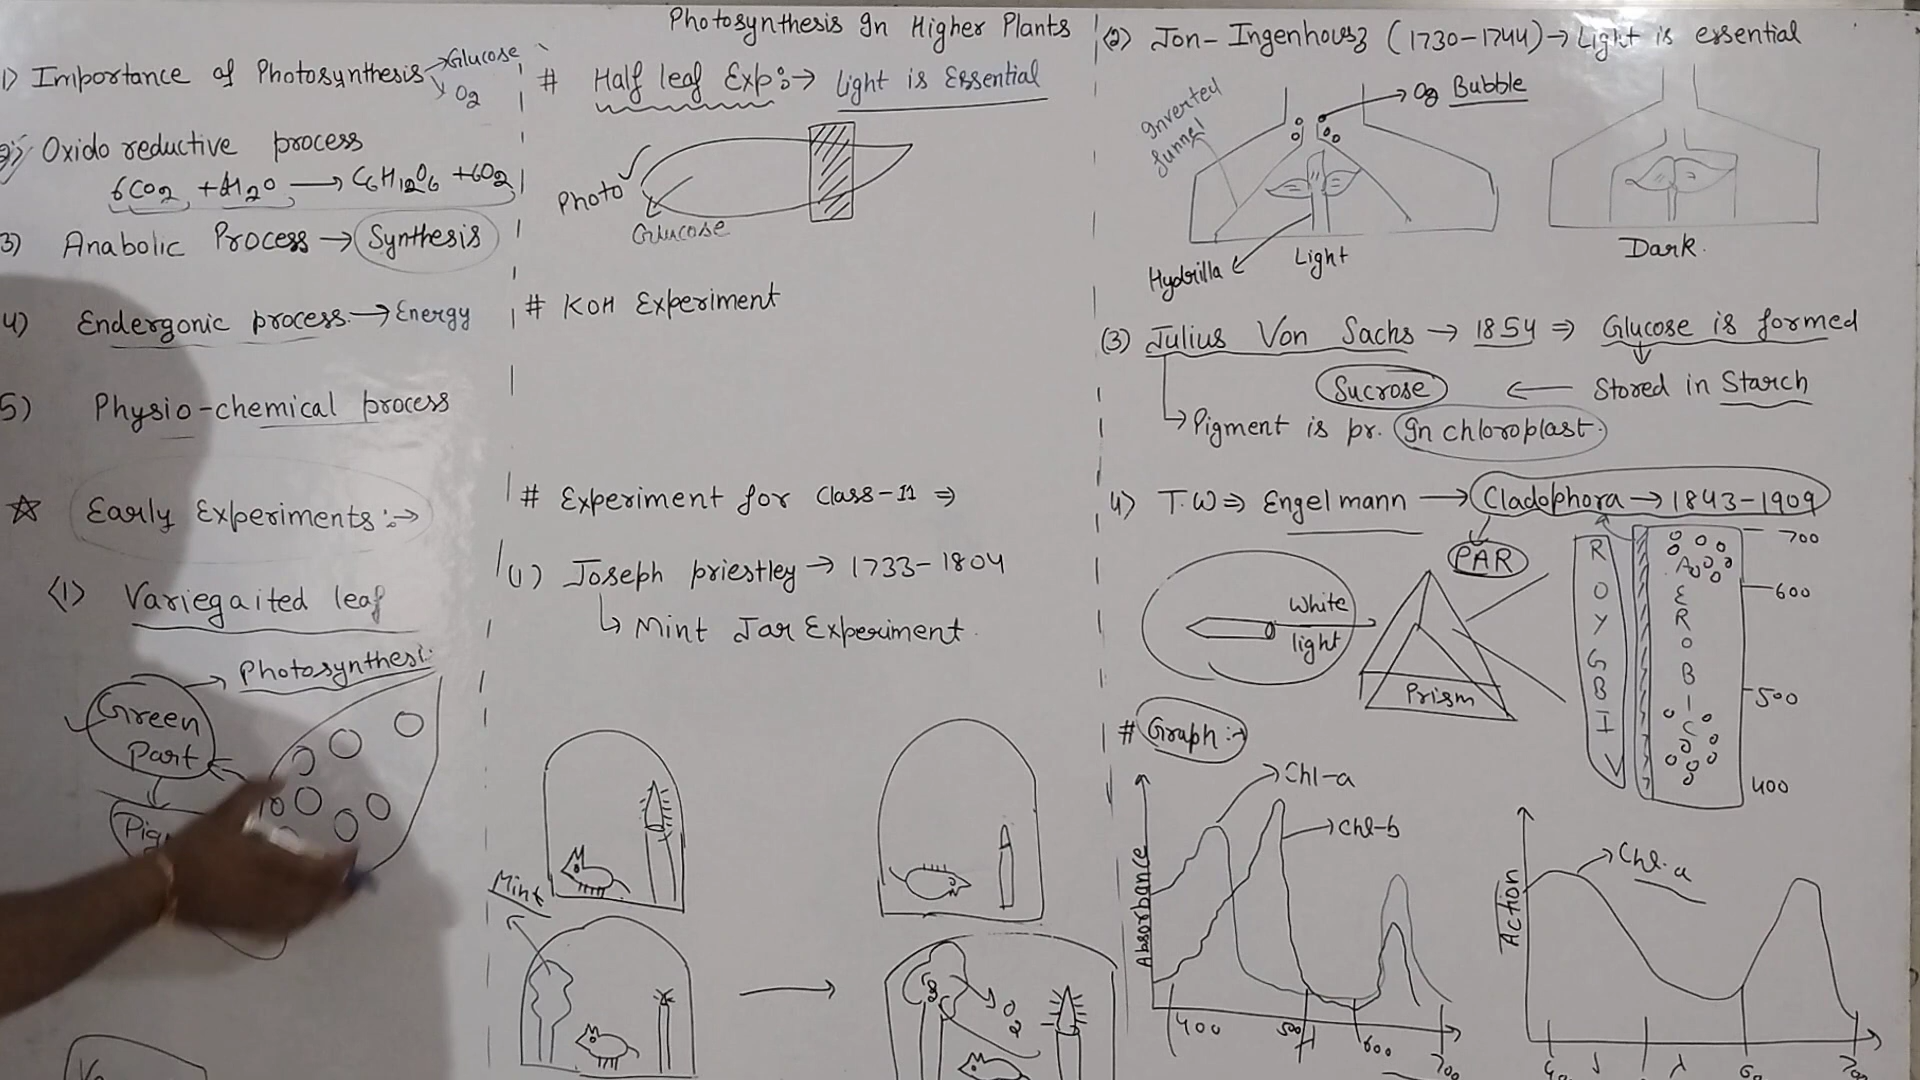 Photosynthesis In Higher Plants
1) Importance of Photosynthesis → Glucose
↘ O2
2) Oxido reductive process
6CO2 + 6H2O → C6H12O6 + 6O2
3) Anabolic Process → Synthesis
4) Endergonic process → Energy
5) Physio-chemical process
☆ Early Experiments :→
(1) Variegaited leaf
Photosynthesi
Green
Part
# Half leaf Exp :→ Light is Essential
Photo
Glucose
# KOH Experiment
# Experiment for Class-11 ⇒
(1) Joseph priestley → 1733-1804
↳ Mint Jar Experiment.
Mint
O2
(2) Jon-Ingenhousz (1730-1744) → Light is essential
Inverted
funnel
O2 Bubble
Hydrilla
Light
Dark.
(3) Julius Von Sachs → 1854 ⇒ Glucose is formed
Sucrose ← Stored in Starch
↳ Pigment is pr. In chloroplast.
4) T.W ⇒ Engelmann → Cladophora → 1843-1909
PAR
White
light
Prism
R
O
Y
G
B
I
V
A
E
R
O
B
I
C
700
600
500
400
# Graph :→
Chl-a
Chl-b
Absorbance
400
500
600
700
Chl-a
Action
λ
700